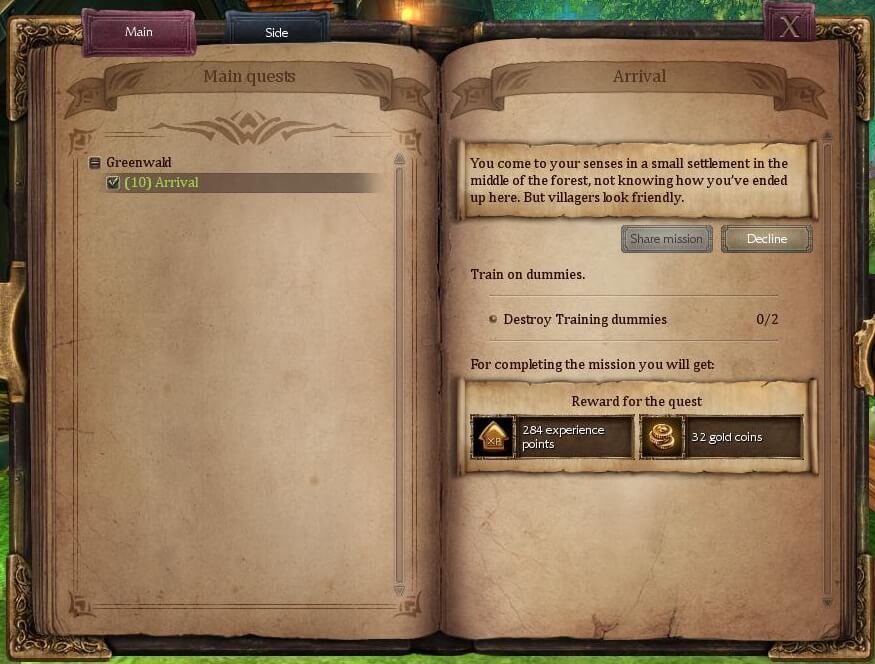 Main
Side
X
Main quests
Greenwald
(10) Arrival
Arrival
You come to your senses in a small settlement in the
middle of the forest, not knowing how you've ended
up here. But villagers look friendly.
Share mission
Decline
Train on dummies.
Destroy Training dummies 0/2
For completing the mission you will get:
Reward for the quest
XP
284 experience
points
32 gold coins